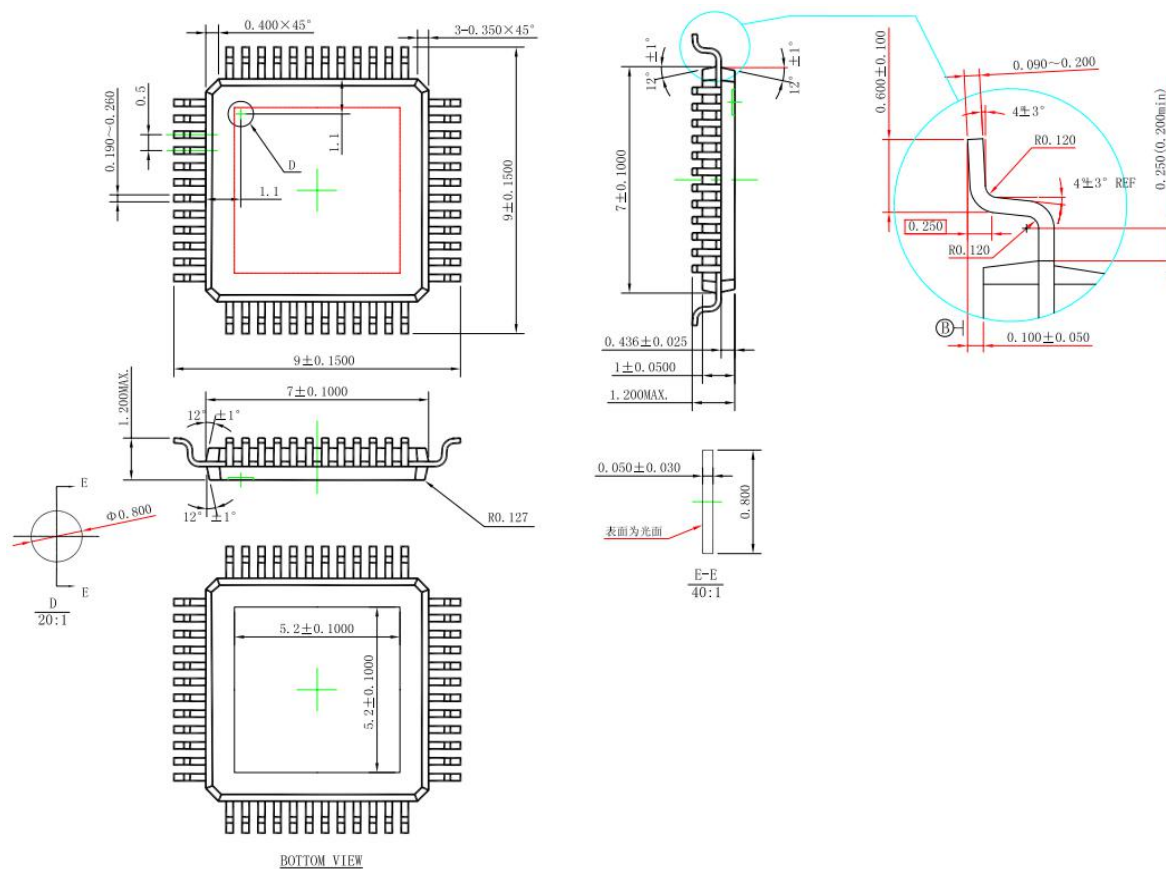 0.400×45°
3-0.350×45°
0.5
0.190~0.260
1.1
D
1.1
9±0.1500
9±0.1500
12° ±1°
12° ±1°
7±0.1000
0.436±0.025
1±0.0500
1.200MAX.
0.600±0.100
0.090~0.200
4°±3°
R0.120
4°±3° REF
0.250
R0.120
0.250(0.200min)
B
0.100±0.050
1.200MAX.
7±0.1000
12° ±1°
12° ±1°
R0.127
E
Φ0.800
E
D
20:1
0.050±0.030
0.800
表面为光面
E-E
40:1
5.2±0.1000
5.2±0.1000
BOTTOM VIEW